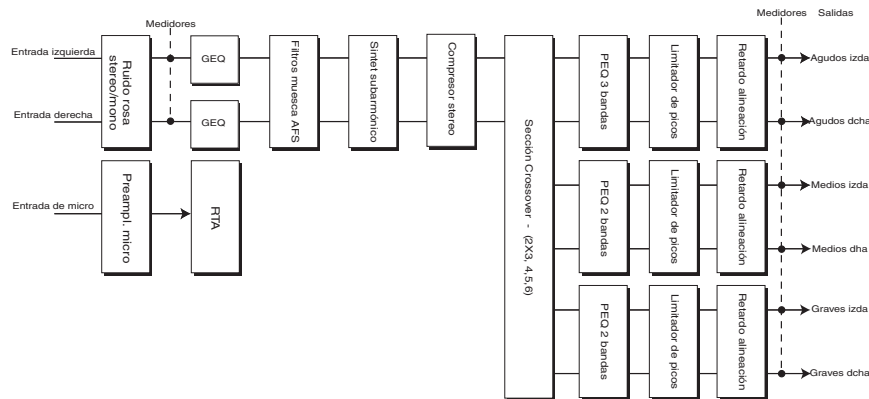 Medidores
Entrada izquierda
Entrada derecha
Ruido rosa
stereo/mono
GEQ
GEQ
Filtros muesca AFS
Sintet subarmónico
Compresor stereo
Entrada de micro
Preampl. micro
RTA
Sección Crossover - (2X3, 4,5,6)
Medidores
Salidas
PEQ 3 bandas
Limitador de picos
Retardo alineación
Agudos izda
Agudos dcha
PEQ 2 bandas
Limitador de picos
Retardo alineación
Medios izda
Medios dha
PEQ 2 bandas
Limitador de picos
Retardo alineación
Graves izda
Graves dcha